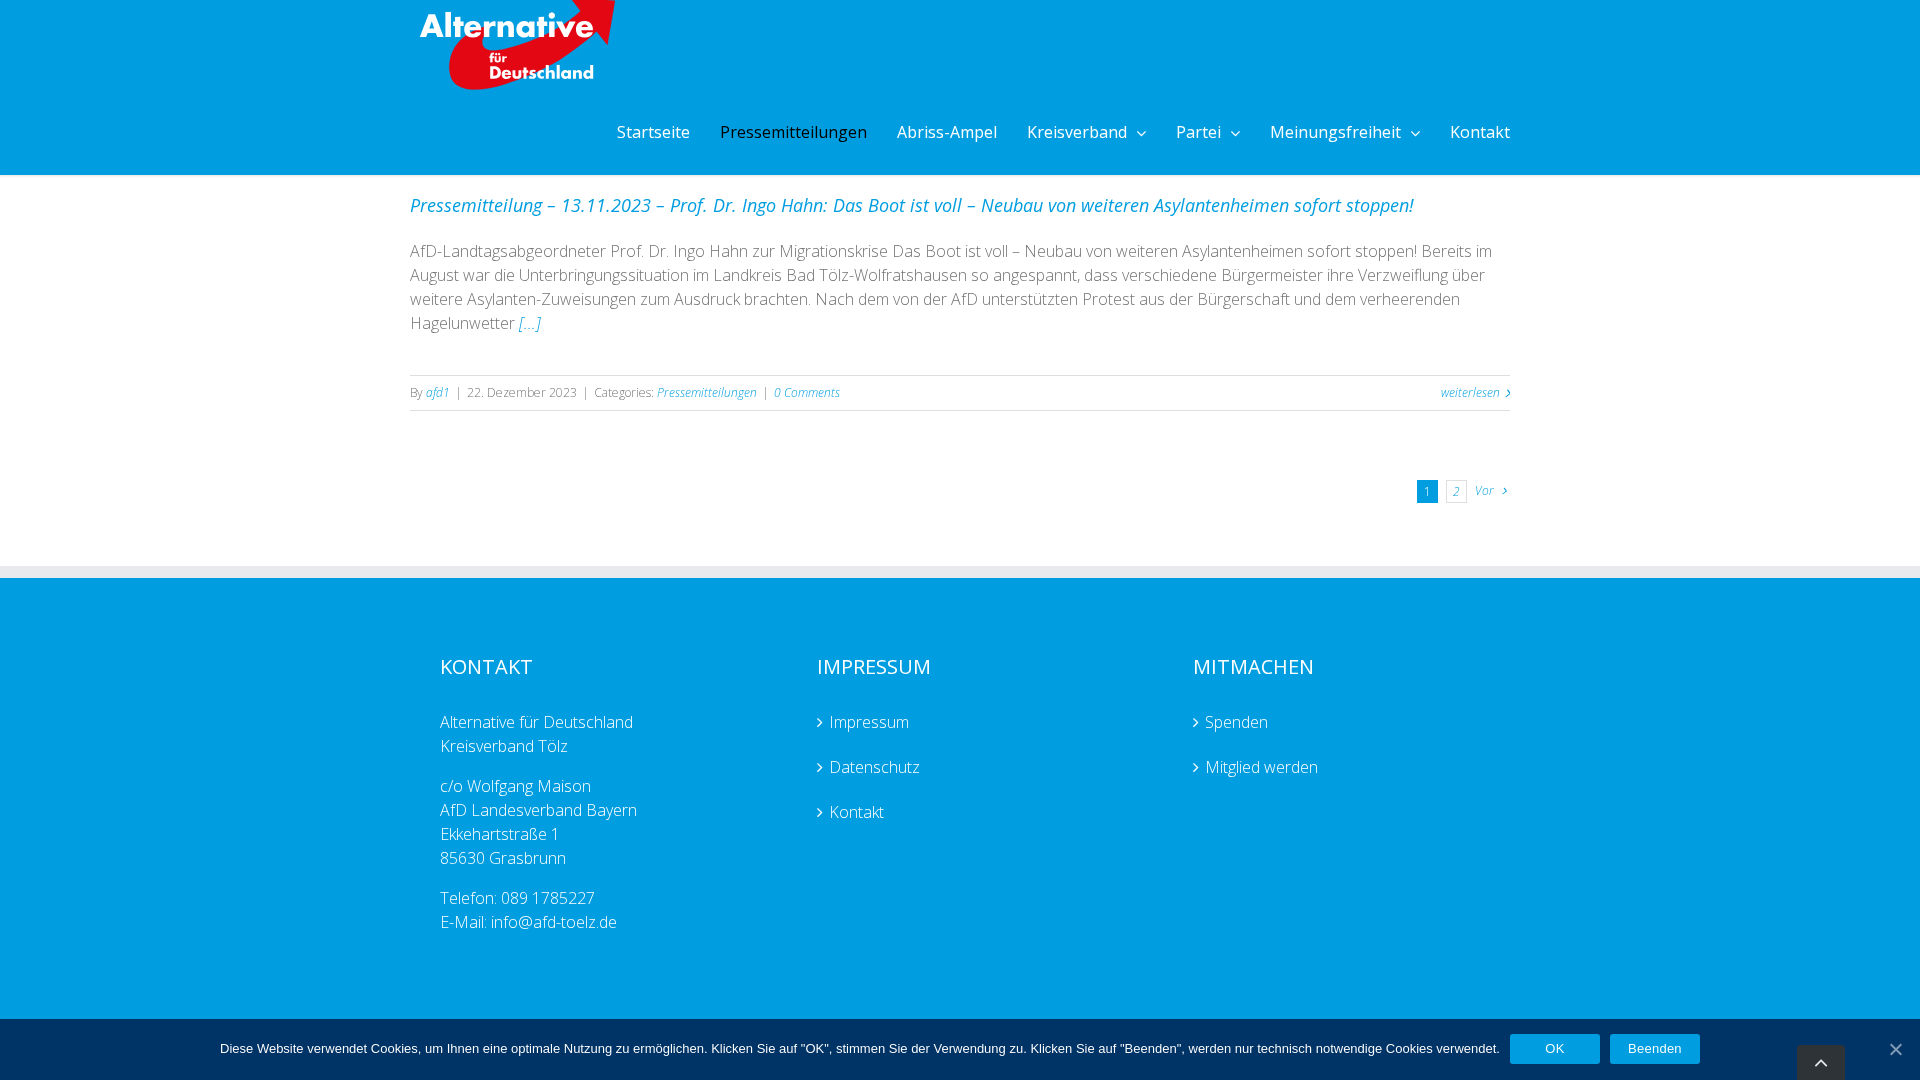 Alternative
für
Deutschland
Startseite Pressemitteilungen Abriss-Ampel Kreisverband Partei Meinungsfreiheit Kontakt
Pressemitteilung – 13.11.2023 – Prof. Dr. Ingo Hahn: Das Boot ist voll – Neubau von weiteren Asylantenheimen sofort stoppen!
AfD-Landtagsabgeordneter Prof. Dr. Ingo Hahn zur Migrationskrise Das Boot ist voll – Neubau von weiteren Asylantenheimen sofort stoppen! Bereits im
August war die Unterbringungssituation im Landkreis Bad Tölz-Wolfratshausen so angespannt, dass verschiedene Bürgermeister ihre Verzweiflung über
weitere Asylanten-Zuweisungen zum Ausdruck brachten. Nach dem von der AfD unterstützten Protest aus der Bürgerschaft und dem verheerenden
Hagelunwetter [...]
By afd1 | 22. Dezember 2023 | Categories: Pressemitteilungen | 0 Comments weiterlesen
1 2 Vor
KONTAKT
Alternative für Deutschland
Kreisverband Tölz
c/o Wolfgang Maison
AfD Landesverband Bayern
Ekkehartstraße 1
85630 Grasbrunn
Telefon: 089 1785227
E-Mail: info@afd-toelz.de
IMPRESSUM
Impressum
Datenschutz
Kontakt
MITMACHEN
Spenden
Mitglied werden
Diese Website verwendet Cookies, um Ihnen eine optimale Nutzung zu ermöglichen. Klicken Sie auf "OK", stimmen Sie der Verwendung zu. Klicken Sie auf "Beenden", werden nur technisch notwendige Cookies verwendet. OK Beenden